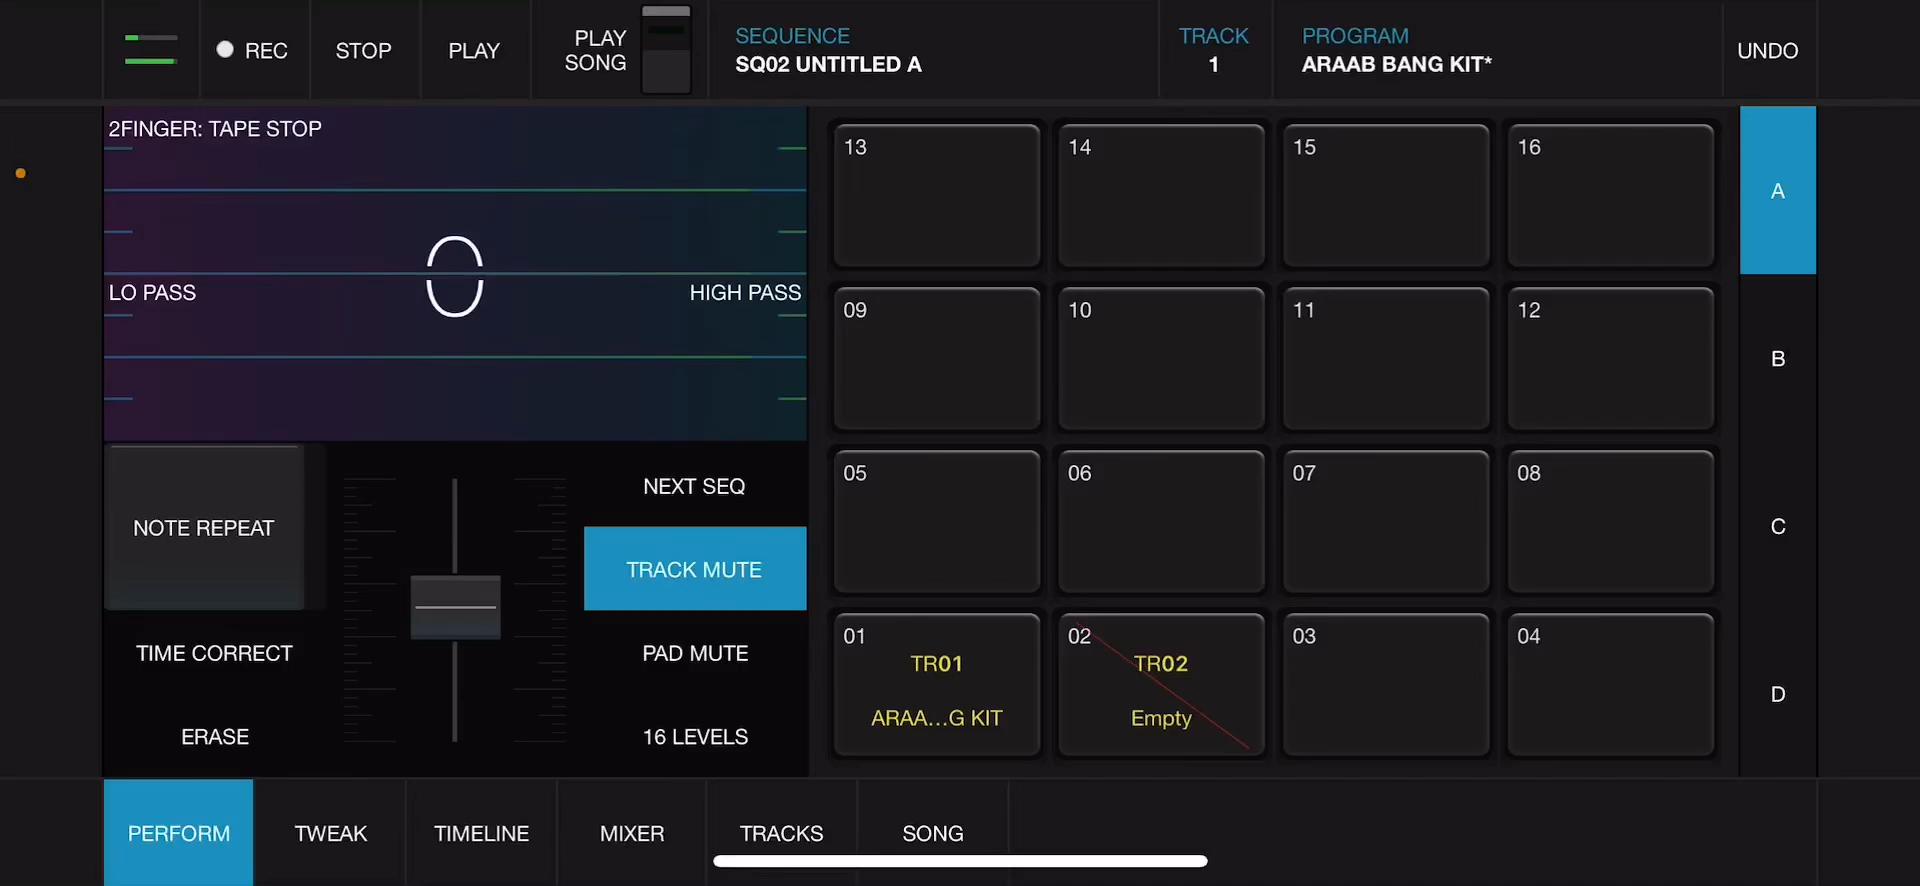 REC
STOP
PLAY
PLAY
SONG
SEQUENCE
SQ02 UNTITLED A
TRACK
1
PROGRAM
ARAAB BANG KIT*
UNDO
2FINGER: TAPE STOP
LO PASS
HIGH PASS
NOTE REPEAT
TIME CORRECT
ERASE
NEXT SEQ
TRACK MUTE
PAD MUTE
16 LEVELS
13
14
15
16
09
10
11
12
05
06
07
08
01
TR01
ARAA...G KIT
02
TR02
Empty
03
04
A
B
C
D
PERFORM
TWEAK
TIMELINE
MIXER
TRACKS
SONG